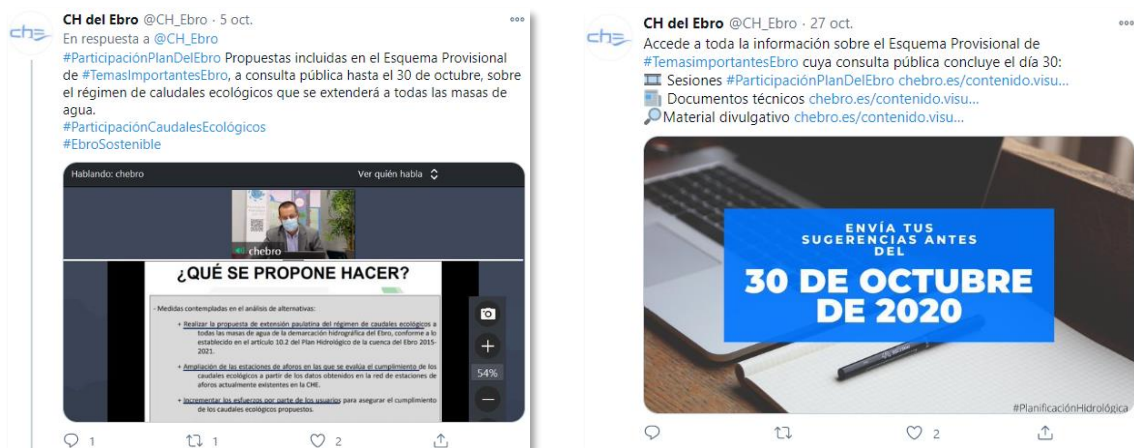 CH del Ebro @CH_Ebro · 5 oct.
En respuesta a @CH_Ebro
#ParticipaciónPlanDelEbro Propuestas incluidas en el Esquema Provisional
de #TemasImportantesEbro, a consulta pública hasta el 30 de octubre, sobre
el régimen de caludales ecológicos que se extenderá a todas las masas de
agua.
#ParticipaciónCaudalesEcológicos
#EbroSostenible
Hablando: chebro
Ver quién habla
chebro
¿QUÉ SE PROPONE HACER?
- Medidas contempladas en el análisis de alternativas:
+ Realizar la propuesta de extensión paulatina del régimen de caudales ecológicos a
todas las masas de agua de la demarcación hidrográfica del Ebro, conforme a lo
establecido en el artículo 10.2 del Plan Hidrológico de la cuenca del Ebro 2015-
2021.
+ Ampliación de las estaciones de aforos en las que se evalúa el cumplimiento de los
caudales ecológicos a partir de los datos obtenidos en la red de estaciones de
aforos actualmente existentes en la CHE.
+ Incrementar los esfuerzos por parte de los usuarios para asegurar el cumplimiento
de los caudales ecológicos propuestos.
54%
1
1
2
che
CH del Ebro @CH_Ebro · 27 oct.
Accede a toda la información sobre el Esquema Provisional de
#TemasimportantesEbro cuya consulta pública concluye el día 30:
Sesiones #ParticipaciónPlanDelEbro chebro.es/contenido.visu...
Documentos técnicos chebro.es/contenido.visu...
Material divulgativo chebro.es/contenido.visu...
ENVÍA TUS
SUGERENCIAS ANTES
DEL
30 DE OCTUBRE
DE 2020
#PlanificaciónHidrológica
2
che